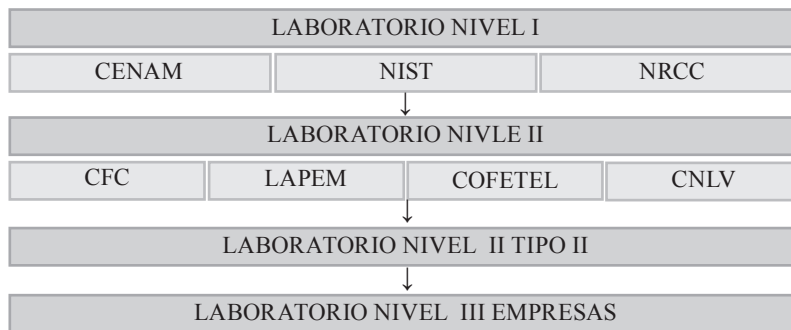 LABORATORIO NIVEL I
CENAM NIST NRCC
LABORATORIO NIVLE II
CFC LAPEM COFETEL CNLV
LABORATORIO NIVEL II TIPO II
LABORATORIO NIVEL III EMPRESAS